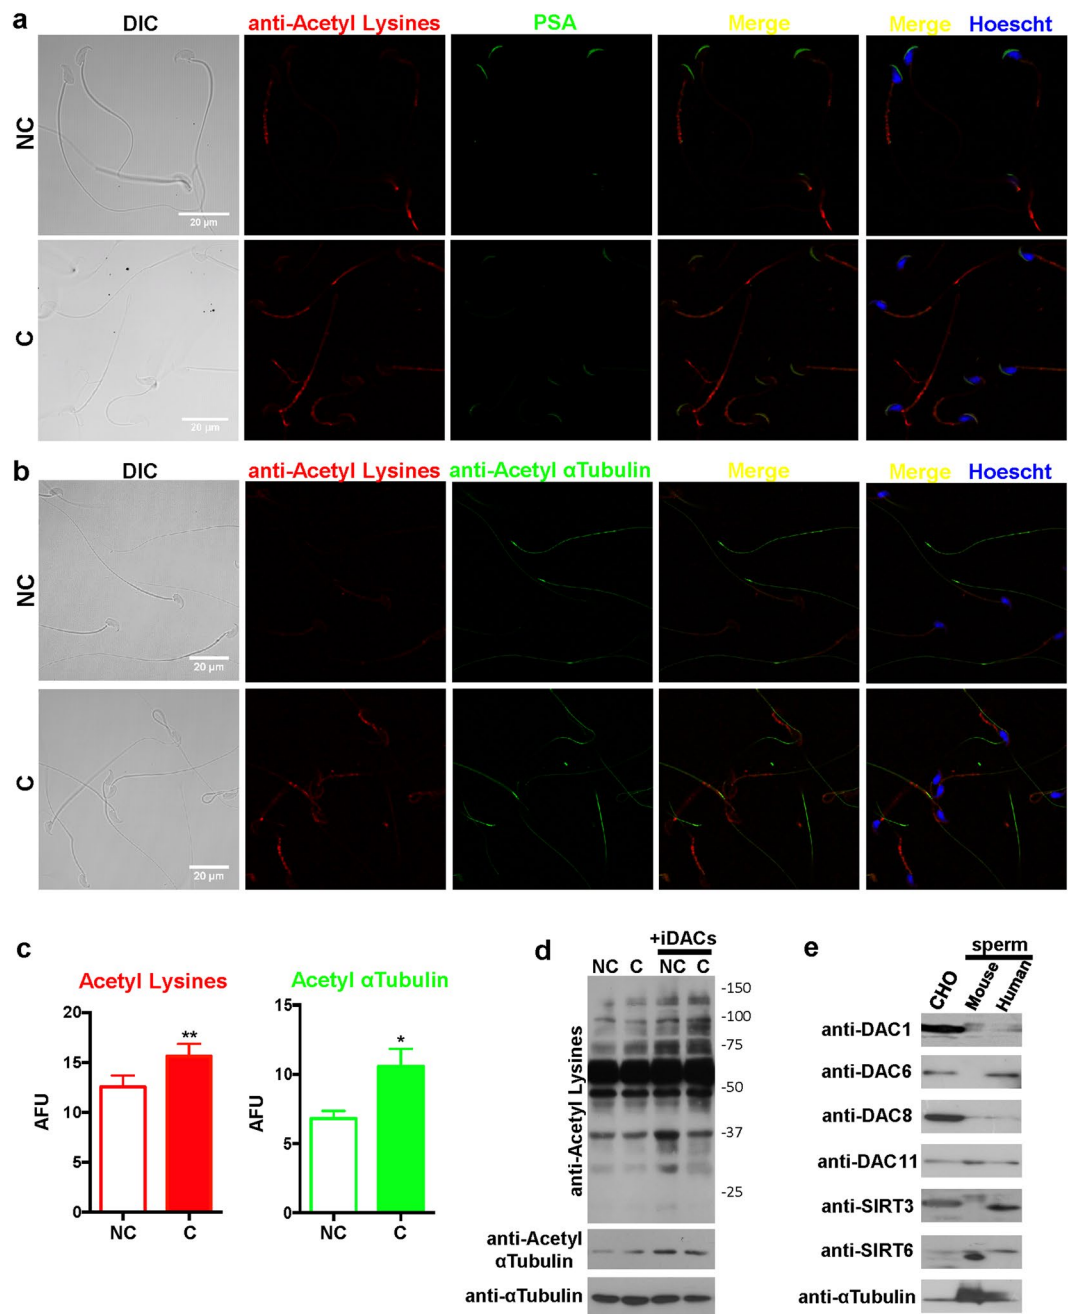 a
DIC
anti-Acetyl Lysines
PSA
Merge
Merge Hoescht
NC
20 µm
C
20 µm
b
DIC
anti-Acetyl Lysines
anti-Acetyl αTubulin
Merge
Merge Hoescht
NC
20 µm
C
20 µm
c
Acetyl Lysines
20
15
10
5
0
AFU
**
NC C
Acetyl αTubulin
15
10
5
0
AFU
*
NC C
d
+iDACs
NC C NC C
anti-Acetyl Lysines
-150
-100
-75
-50
-37
-25
anti-Acetyl
αTubulin
anti-αTubulin
e
sperm
CHO Mouse Human
anti-DAC1
anti-DAC6
anti-DAC8
anti-DAC11
anti-SIRT3
anti-SIRT6
anti-αTubulin